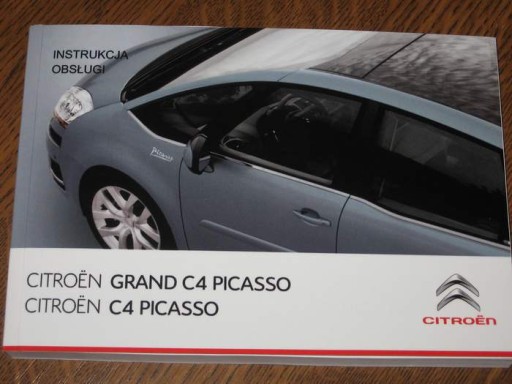 INSTRUKCJA
OBSŁUGI
Picasso
CITROËN GRAND C4 PICASSO
CITROËN C4 PICASSO
CITROËN